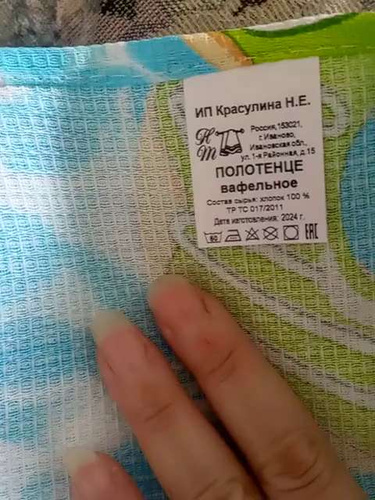 ИП Красулина Н.Е.
К
Т
Россия,153021,
г.Иваново,
Ивановская обл.,
ул. 1-я Районная, д.15
ПОЛОТЕНЦЕ
вафельное
Состав сырья: хлопок 100 %
ТР ТС 017/2011
Дата изготовления: 2024 г.
60
EAC